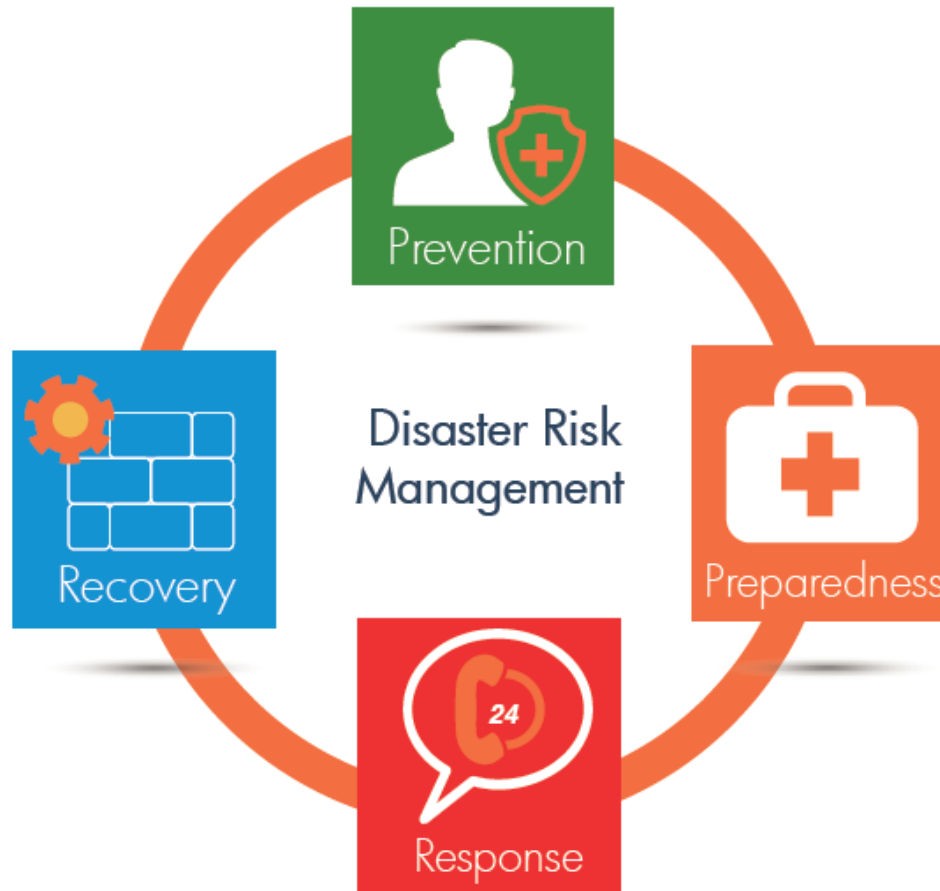 Prevention
Disaster Risk
Management
Recovery
Preparedness
24
Response